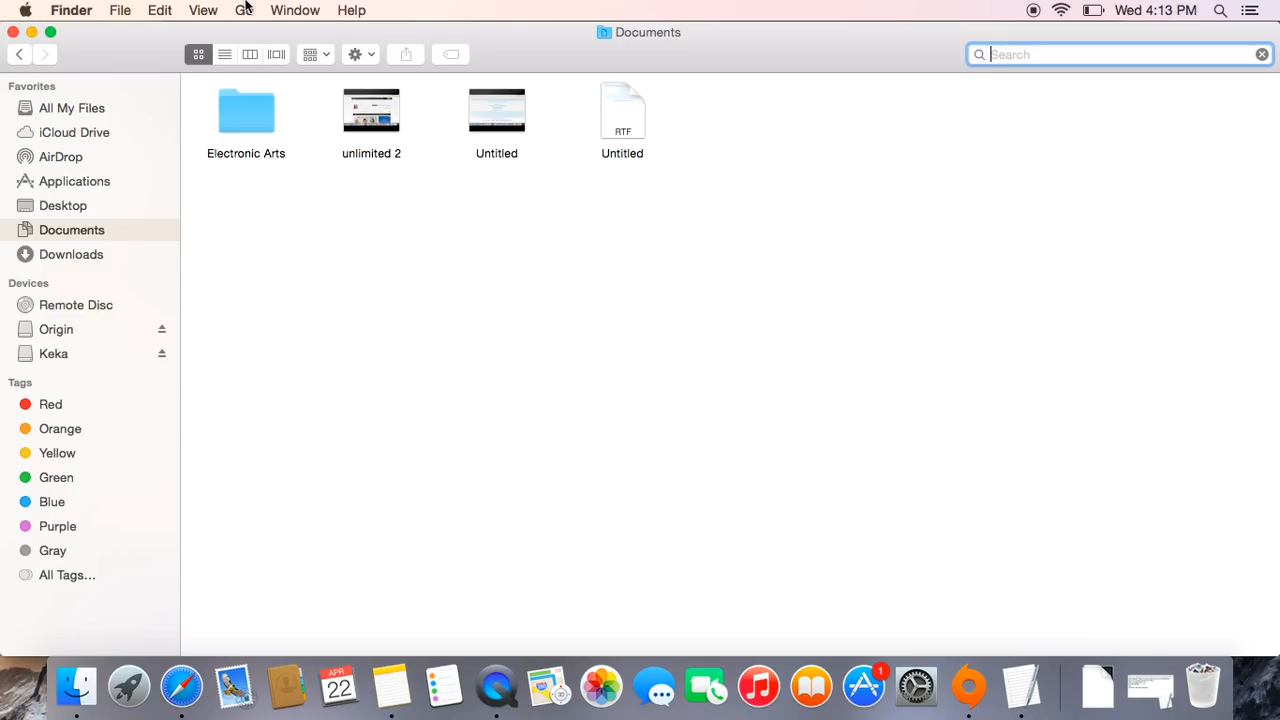 Finder File Edit View Go Window Help Wed 4:13 PM
Documents
Search
Favorites
All My Files
iCloud Drive
AirDrop
Applications
Desktop
Documents
Downloads
Devices
Remote Disc
Origin
Keka
Tags
Red
Orange
Yellow
Green
Blue
Purple
Gray
All Tags...
RTF
Electronic Arts unlimited 2 Untitled Untitled
APR
22
1